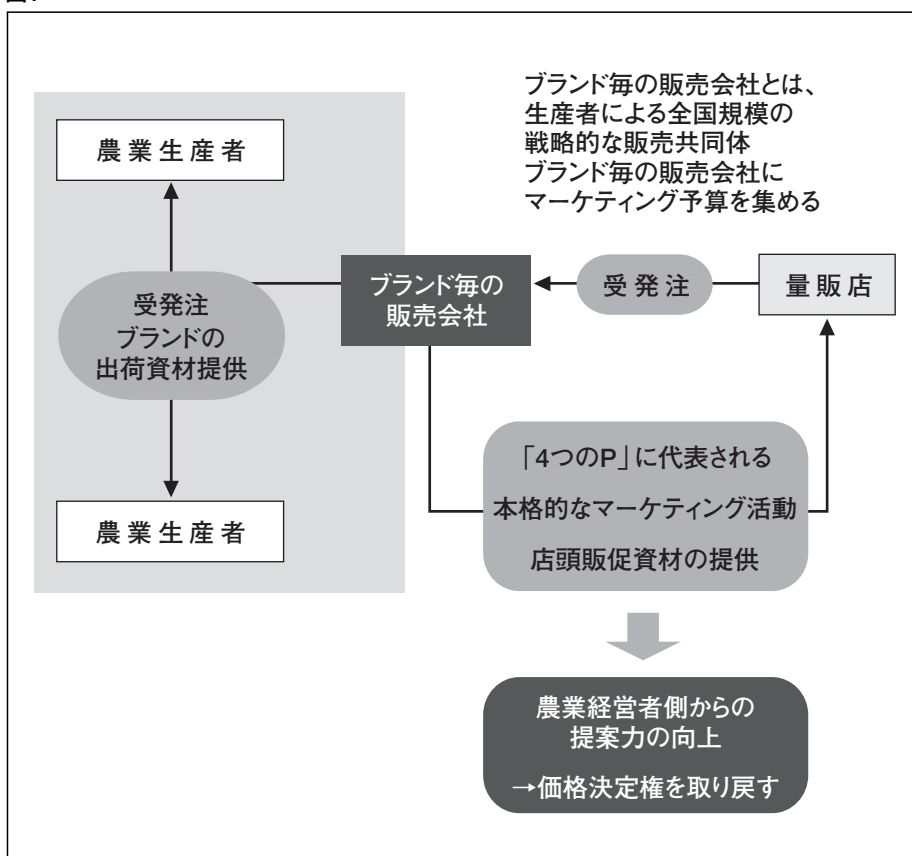 ブランド毎の販売会社とは、
生産者による全国規模の
戦略的な販売共同体
ブランド毎の販売会社に
マーケティング予算を集める
農業生産者
受発注
ブランドの
出荷資材提供
農業生産者
ブランド毎の
販売会社
受発注
量販店
「4つのP」に代表される
本格的なマーケティング活動
店頭販促資材の提供
農業経営者側からの
提案力の向上
→価格決定権を取り戻す